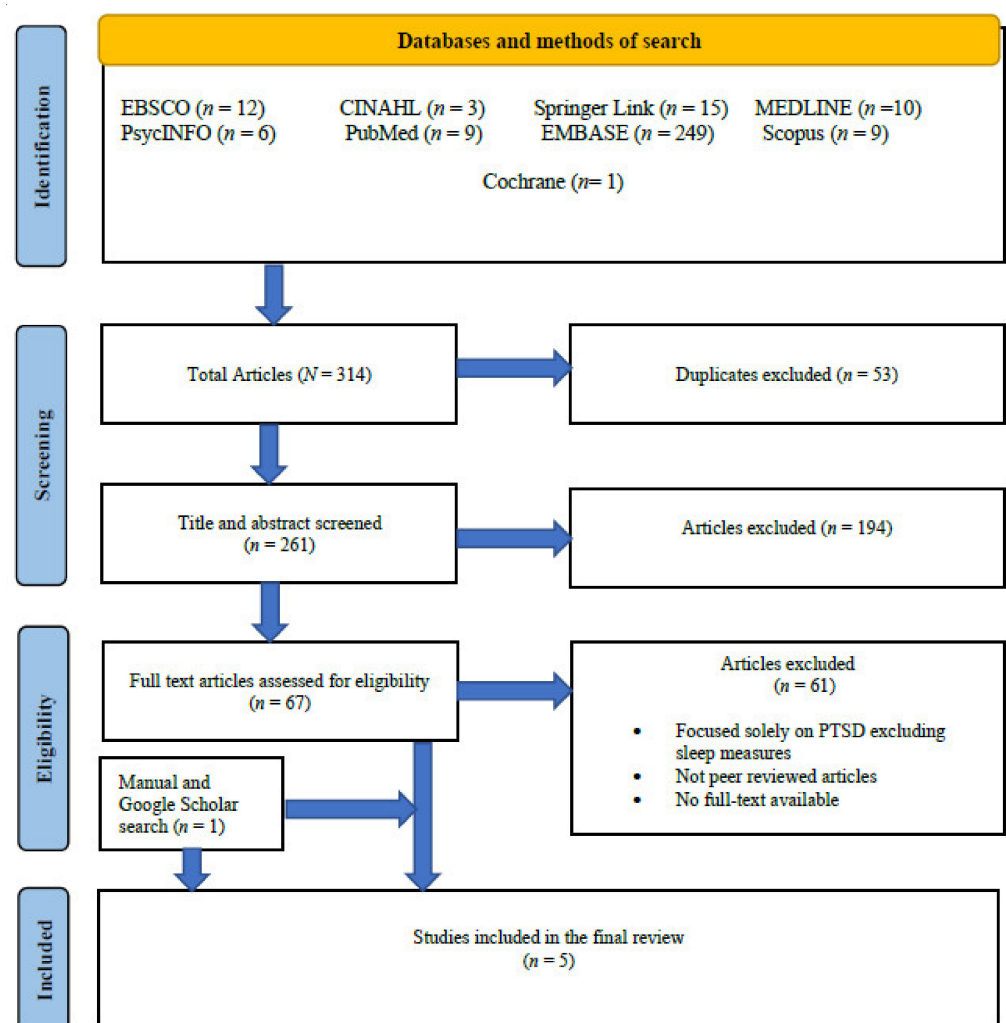 Databases and methods of search
Identification
EBSCO (n = 12) CINAHL (n = 3) Springer Link (n = 15) MEDLINE (n =10)
PsycINFO (n = 6) PubMed (n = 9) EMBASE (n = 249) Scopus (n = 9)
Cochrane (n= 1)
Screening
Total Articles (N = 314)
Duplicates excluded (n = 53)
Title and abstract screened
(n = 261)
Articles excluded (n = 194)
Eligibility
Full text articles assessed for eligibility
(n = 67)
Articles excluded
(n = 61)
• Focused solely on PTSD excluding
sleep measures
• Not peer reviewed articles
• No full-text available
Manual and
Google Scholar
search (n = 1)
Included
Studies included in the final review
(n = 5)